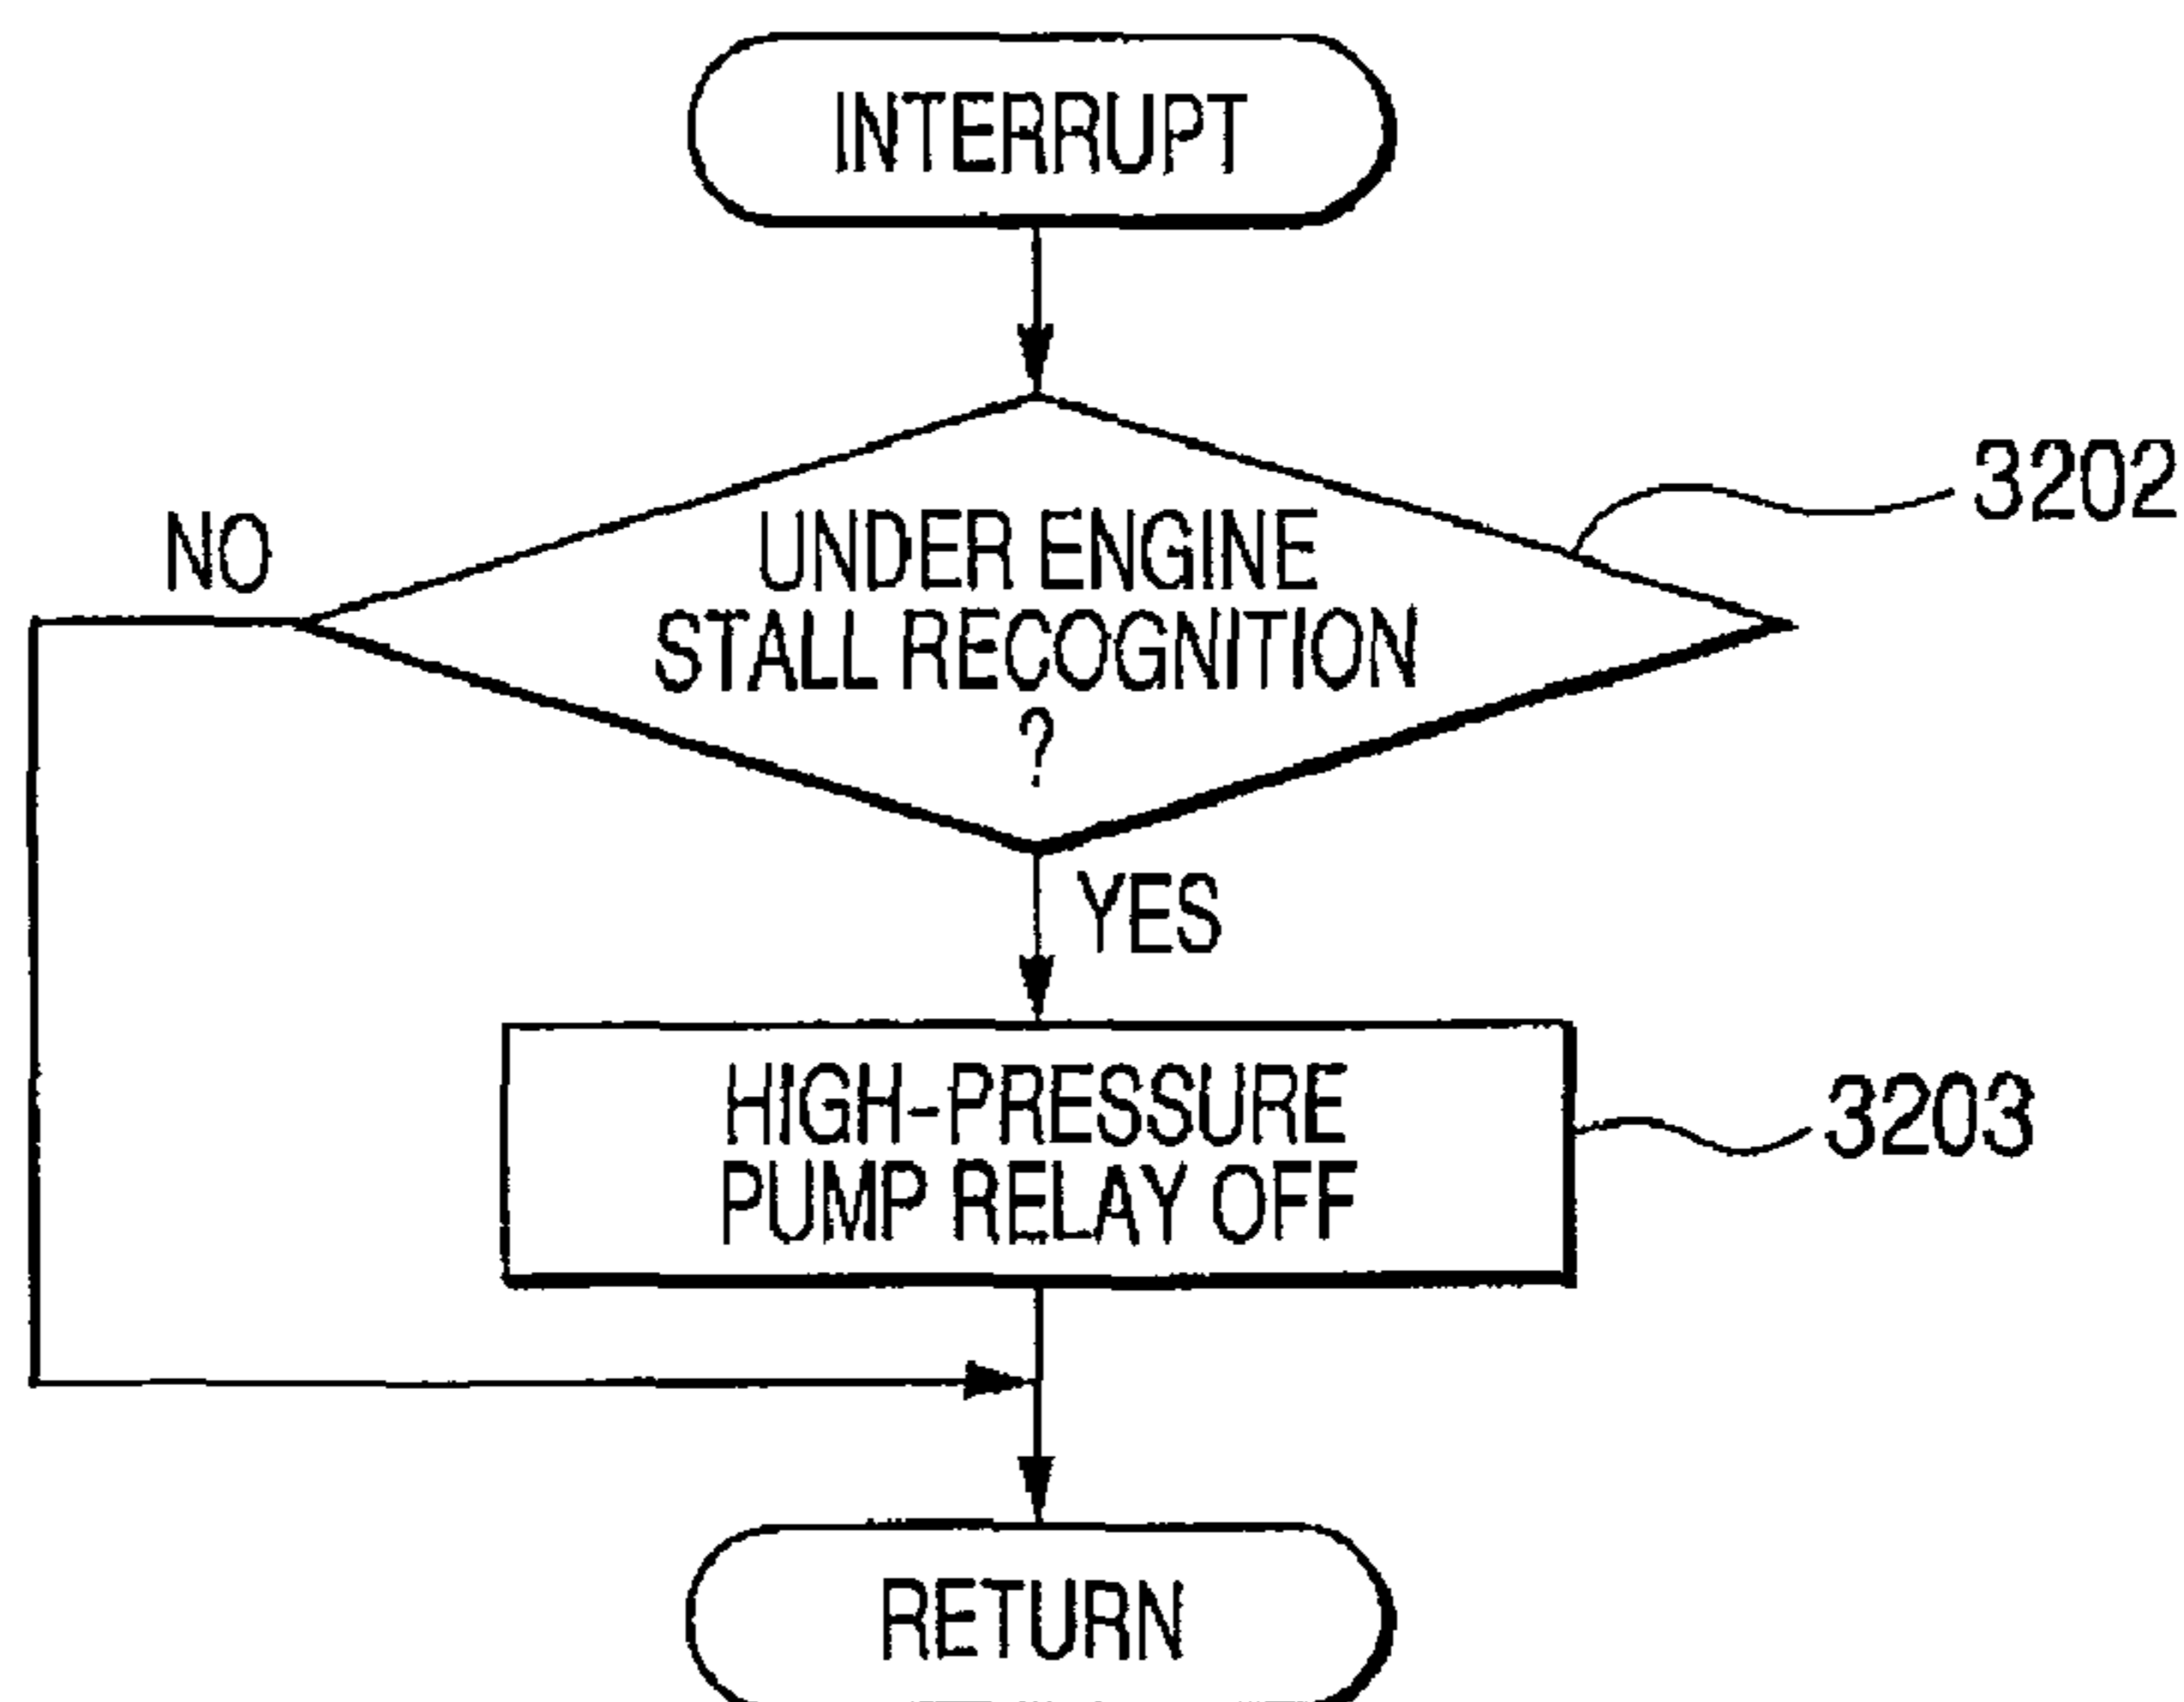 INTERRUPT
3202
NO
UNDER ENGINE
STALL RECOGNITION
?
YES
HIGH-PRESSURE
PUMP RELAY OFF
3203
RETURN